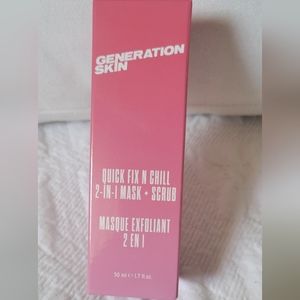 GENERATION
SKIN
QUICK FIX N CHILL
2-IN-1 MASK + SCRUB
MASQUE EXFOLIANT
2 EN 1
50 ml e 1.7 fl oz.